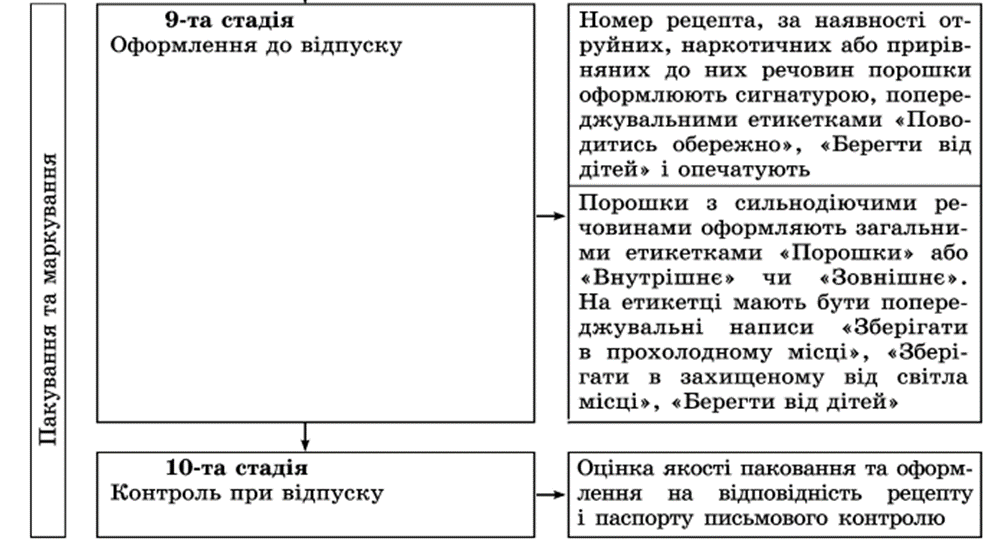 Пакування та маркування
9-та стадія
Оформлення до відпуску
Номер рецепта, за наявності от-
руйних, наркотичних або прирів-
няних до них речовин порошки
оформлюють сигнатурою, попере-
джувальними етикетками «Пово-
дитись обережно», «Берегти від
дітей» і опечатують
Порошки з сильнодіючими ре-
човинами оформляють загальни-
ми етикетками «Порошки» або
«Внутрішнє» чи «Зовнішнє».
На етикетці мають бути попере-
джувальні написи «Зберігати
в прохолодному місці», «Збері-
гати в захищеному від світла
місці», «Берегти від дітей»
10-та стадія
Контроль при відпуску
Оцінка якості паковання та оформ-
лення на відповідність рецепту
і паспорту письмового контролю